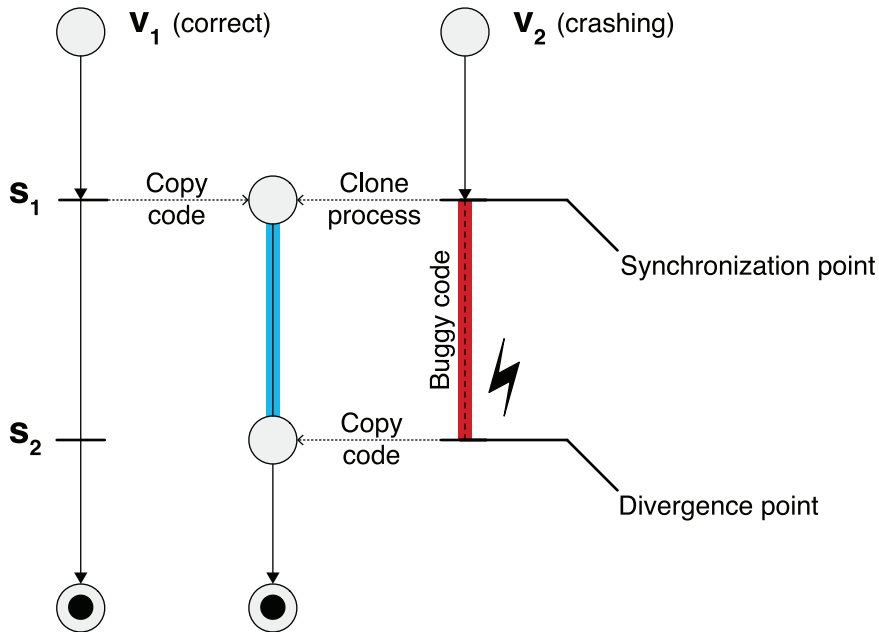 v1 (correct)
v2 (crashing)
s1
Copy
code
Clone
process
Synchronization point
Buggy code
s2
Copy
code
Divergence point